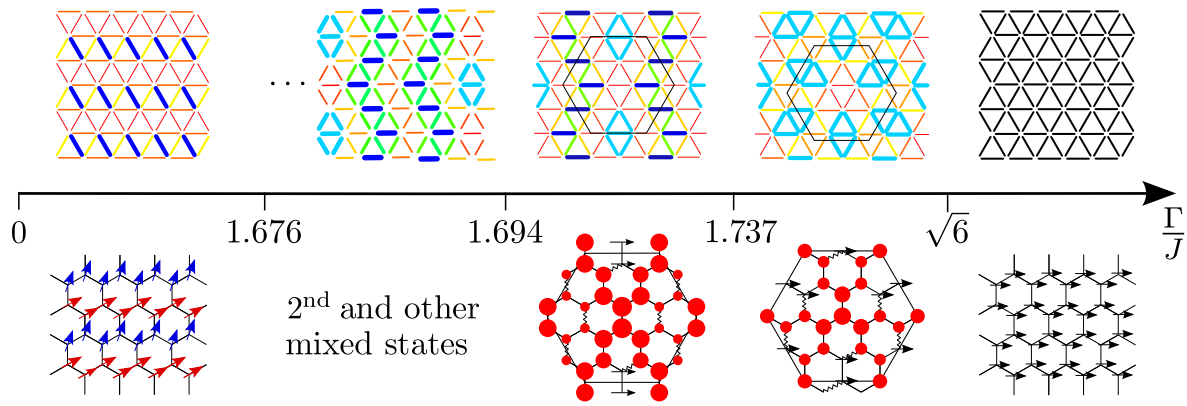 ...
0 1.676 1.694 1.737 √6 Γ/J
2nd and other
mixed states